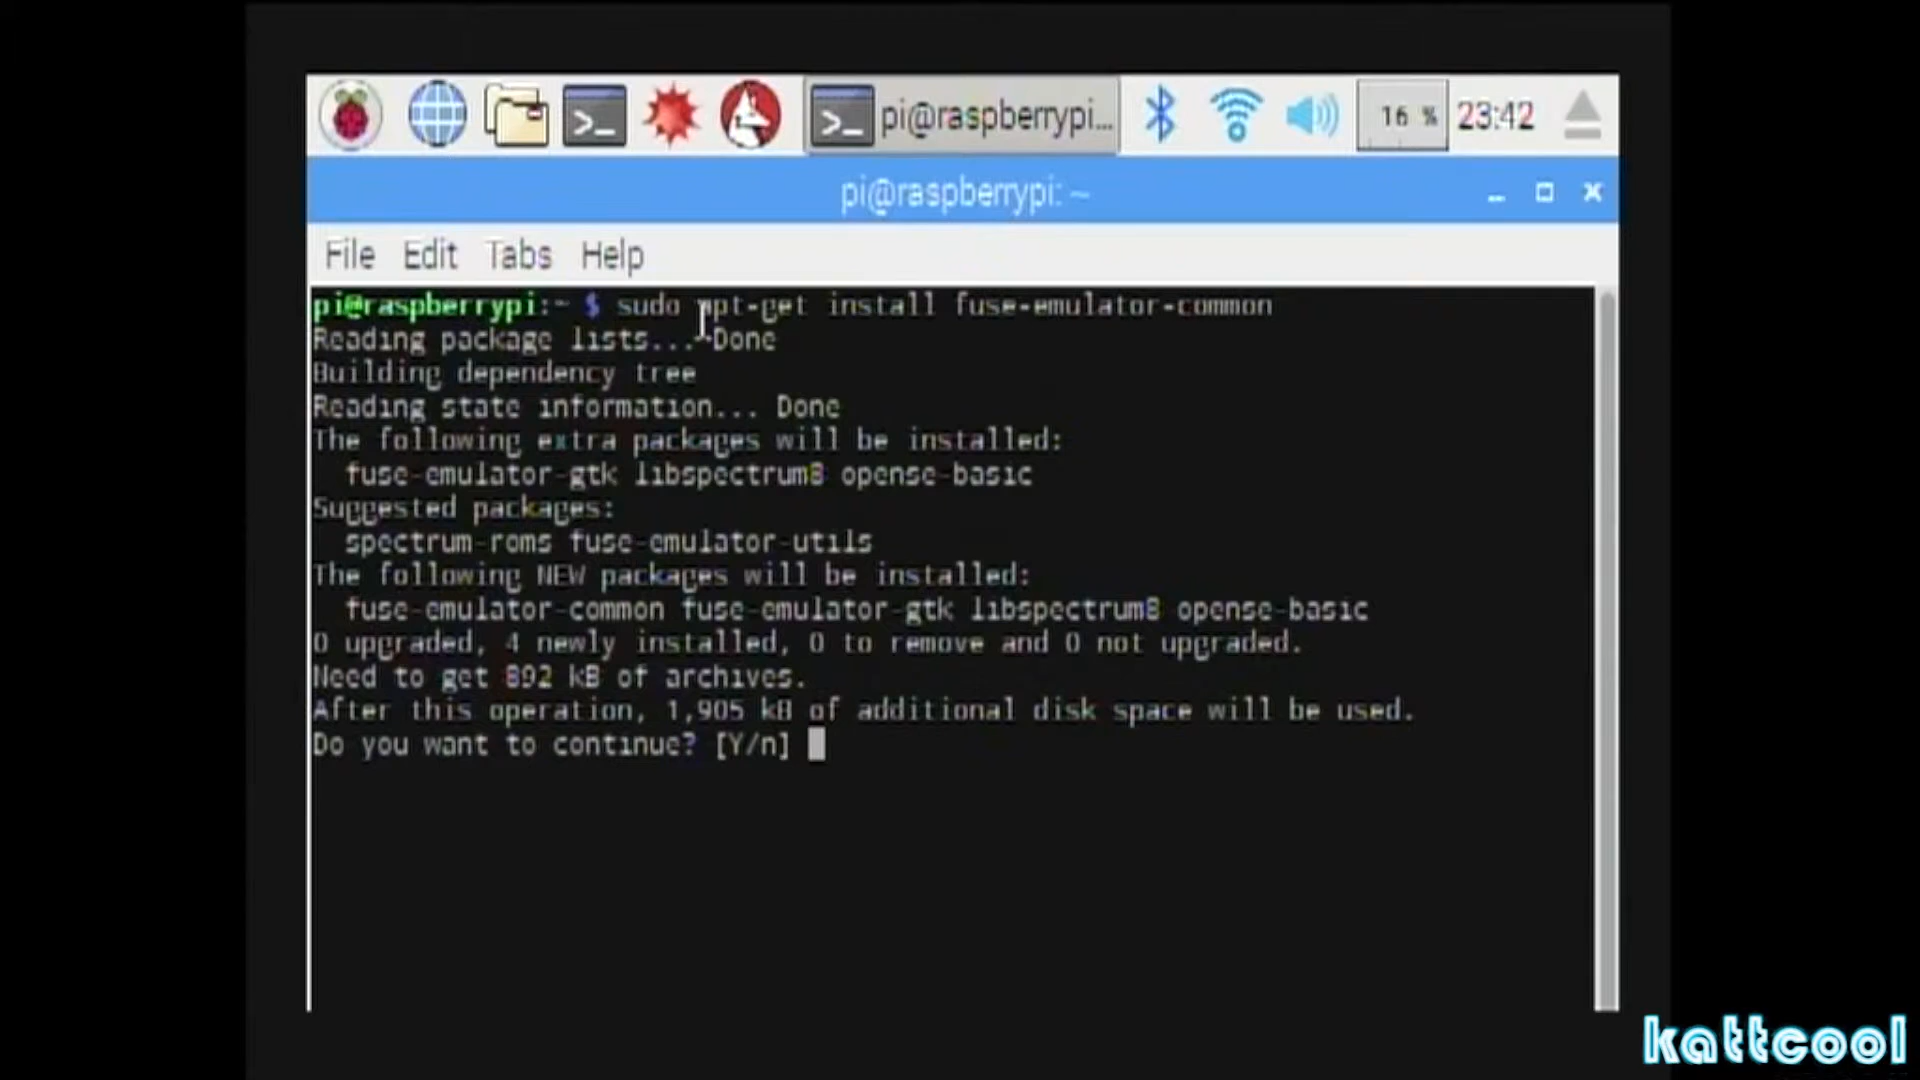 pi@raspberrypi... 16 % 23:42
pi@raspberrypi: ~
File Edit Tabs Help
pi@raspberrypi:~ $ sudo apt-get install fuse-emulator-common
Reading package lists... Done
Building dependency tree
Reading state information... Done
The following extra packages will be installed:
fuse-emulator-gtk libspectrum8 opense-basic
Suggested packages:
spectrum-roms fuse-emulator-utils
The following NEW packages will be installed:
fuse-emulator-common fuse-emulator-gtk libspectrum8 opense-basic
0 upgraded, 4 newly installed, 0 to remove and 0 not upgraded.
Need to get 892 kB of archives.
After this operation, 1,905 kB of additional disk space will be used.
Do you want to continue? [Y/n]
kattcool